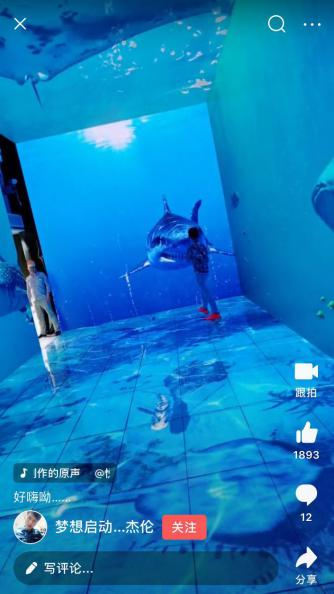 跟拍
1893
12
作的原声 @
好嗨呦......
梦想启动...杰伦 关注
写评论... 分享